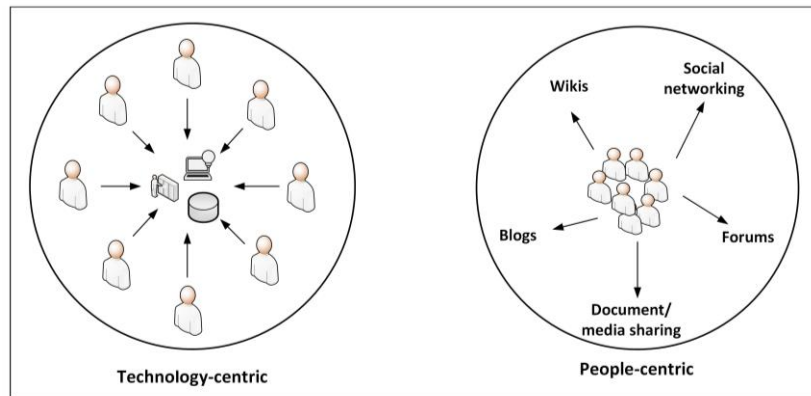 Social
networking
Wikis
Blogs
Forums
Document/
media sharing
Technology-centric
People-centric